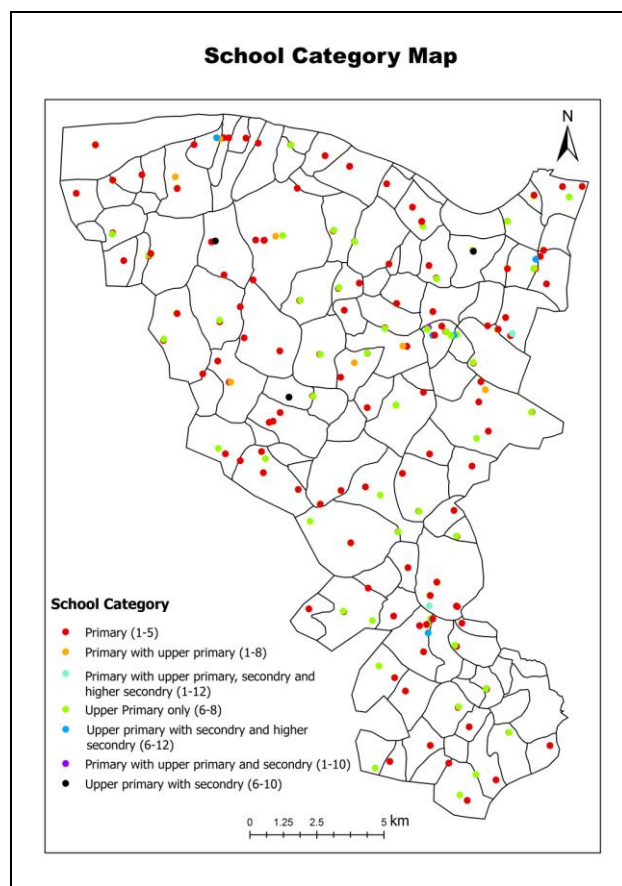 School Category Map
N
School Category
Primary (1-5)
Primary with upper primary (1-8)
Primary with upper primary, secondry and
higher secondry (1-12)
Upper Primary only (6-8)
Upper primary with secondry and higher
secondry (6-12)
Primary with upper primary and secondry (1-10)
Upper primary with secondry (6-10)
0 1.25 2.5 5 km